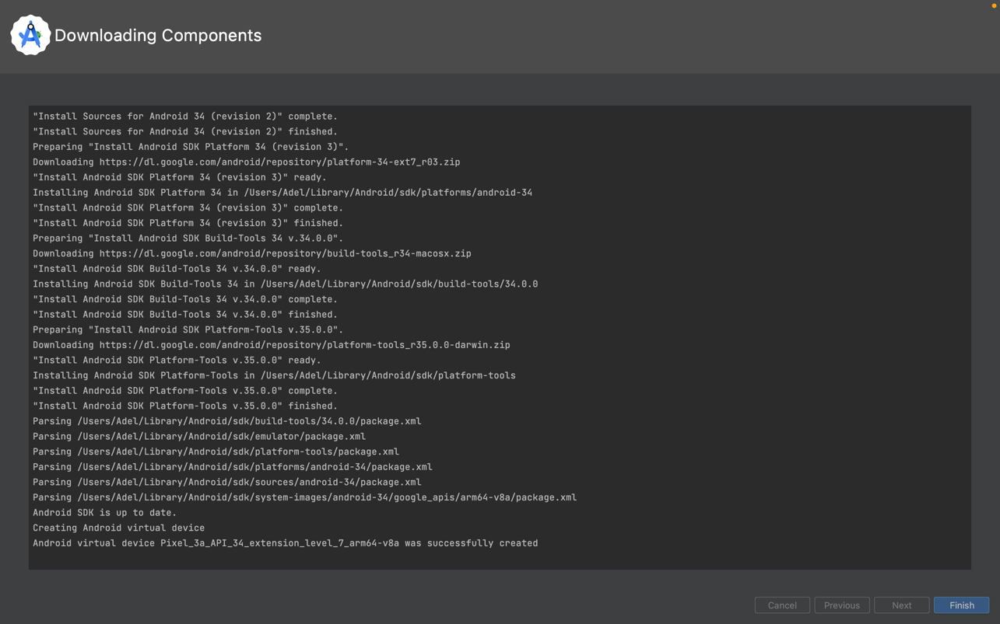 Downloading Components
"Install Sources for Android 34 (revision 2)" complete.
"Install Sources for Android 34 (revision 2)" finished.
Preparing "Install Android SDK Platform 34 (revision 3)".
Downloading https://dl.google.com/android/repository/platform-34-ext7_r03.zip
"Install Android SDK Platform 34 (revision 3)" ready.
Installing Android SDK Platform 34 in /Users/Adel/Library/Android/sdk/platforms/android-34
"Install Android SDK Platform 34 (revision 3)" complete.
"Install Android SDK Platform 34 (revision 3)" finished.
Preparing "Install Android SDK Build-Tools 34 v.34.0.0".
Downloading https://dl.google.com/android/repository/build-tools_r34-macosx.zip
"Install Android SDK Build-Tools 34 v.34.0.0" ready.
Installing Android SDK Build-Tools 34 in /Users/Adel/Library/Android/sdk/build-tools/34.0.0
"Install Android SDK Build-Tools 34 v.34.0.0" complete.
"Install Android SDK Build-Tools 34 v.34.0.0" finished.
Preparing "Install Android SDK Platform-Tools v.35.0.0".
Downloading https://dl.google.com/android/repository/platform-tools_r35.0.0-darwin.zip
"Install Android SDK Platform-Tools v.35.0.0" ready.
Installing Android SDK Platform-Tools in /Users/Adel/Library/Android/sdk/platform-tools
"Install Android SDK Platform-Tools v.35.0.0" complete.
"Install Android SDK Platform-Tools v.35.0.0" finished.
Parsing /Users/Adel/Library/Android/sdk/build-tools/34.0.0/package.xml
Parsing /Users/Adel/Library/Android/sdk/emulator/package.xml
Parsing /Users/Adel/Library/Android/sdk/platform-tools/package.xml
Parsing /Users/Adel/Library/Android/sdk/platforms/android-34/package.xml
Parsing /Users/Adel/Library/Android/sdk/sources/android-34/package.xml
Parsing /Users/Adel/Library/Android/sdk/system-images/android-34/google_apis/arm64-v8a/package.xml
Android SDK is up to date.
Creating Android virtual device
Android virtual device Pixel_3a_API_34_extension_level_7_arm64-v8a was successfully created
Cancel Previous Next Finish